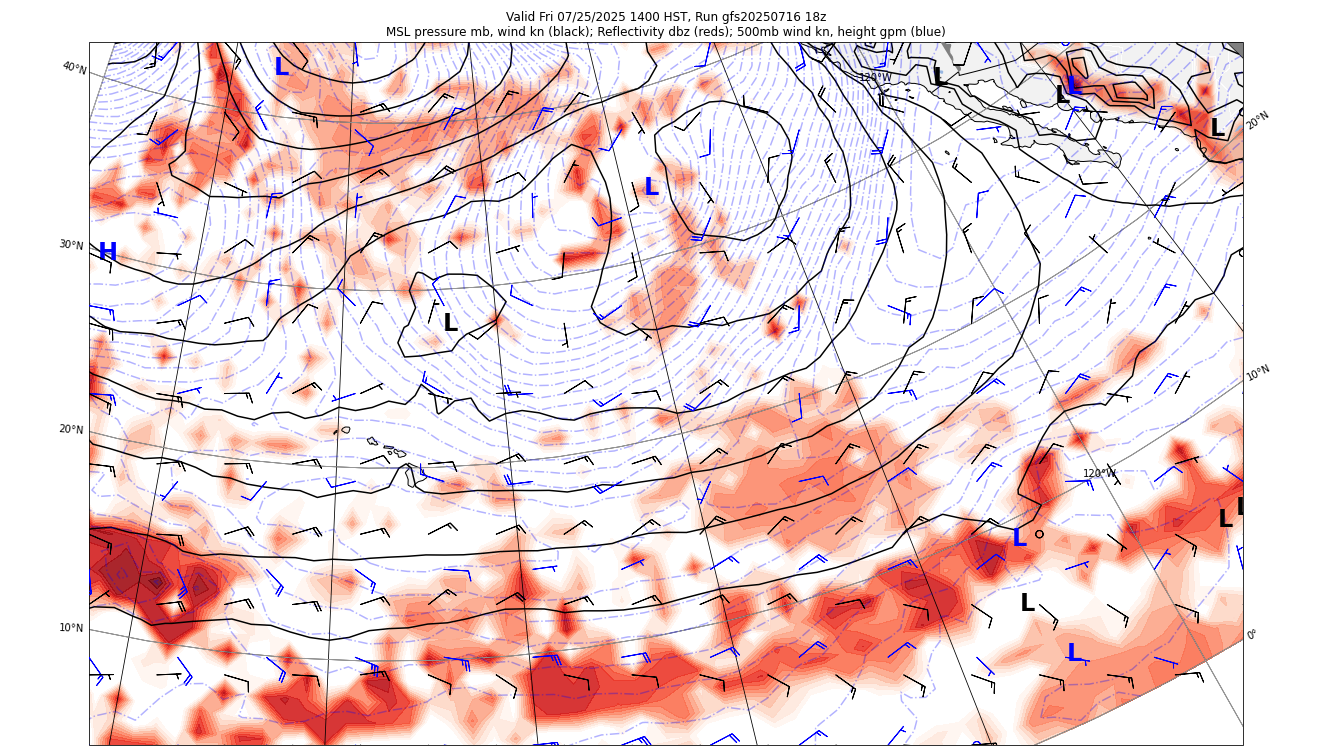 Valid Fri 07/25/2025 1400 HST, Run gfs20250716 18z
MSL pressure mb, wind kn (black); Reflectivity dbz (reds); 500mb wind kn, height gpm (blue)
40°N
L
120°W
L
L
L
20°N
L
L
30°N
H
L
10°N
20°N
L
120°W
L
L
L
L
10°N
0°
L